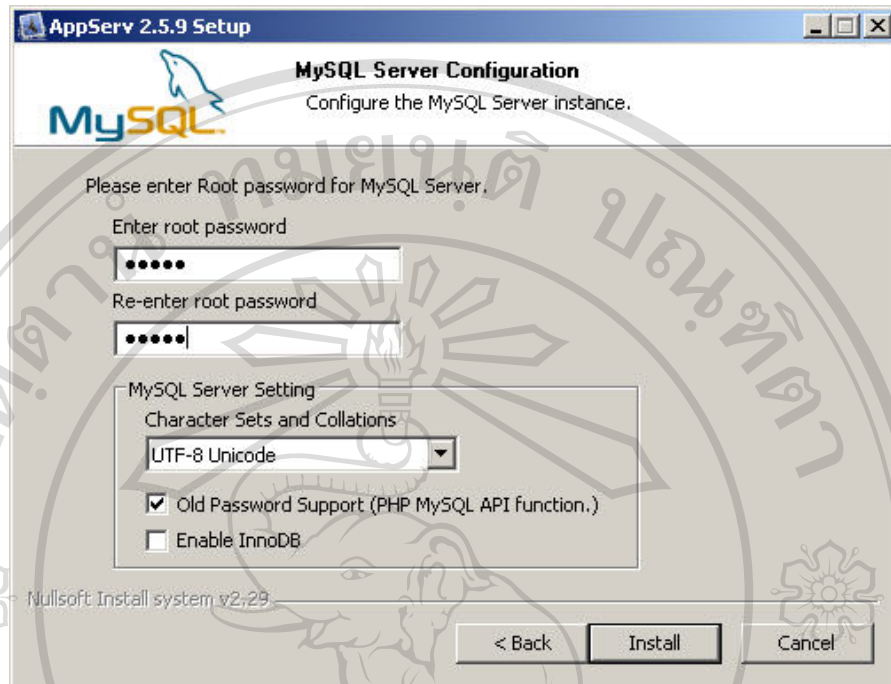 AppServ 2.5.9 Setup
MySQL Server Configuration
Configure the MySQL Server instance.
MySQL
Please enter Root password for MySQL Server.
Enter root password
●●●●●
Re-enter root password
●●●●●
MySQL Server Setting
Character Sets and Collations
UTF-8 Unicode
Old Password Support (PHP MySQL API function.)
Enable InnoDB
Nullsoft Install system v2.29
< Back
Install
Cancel